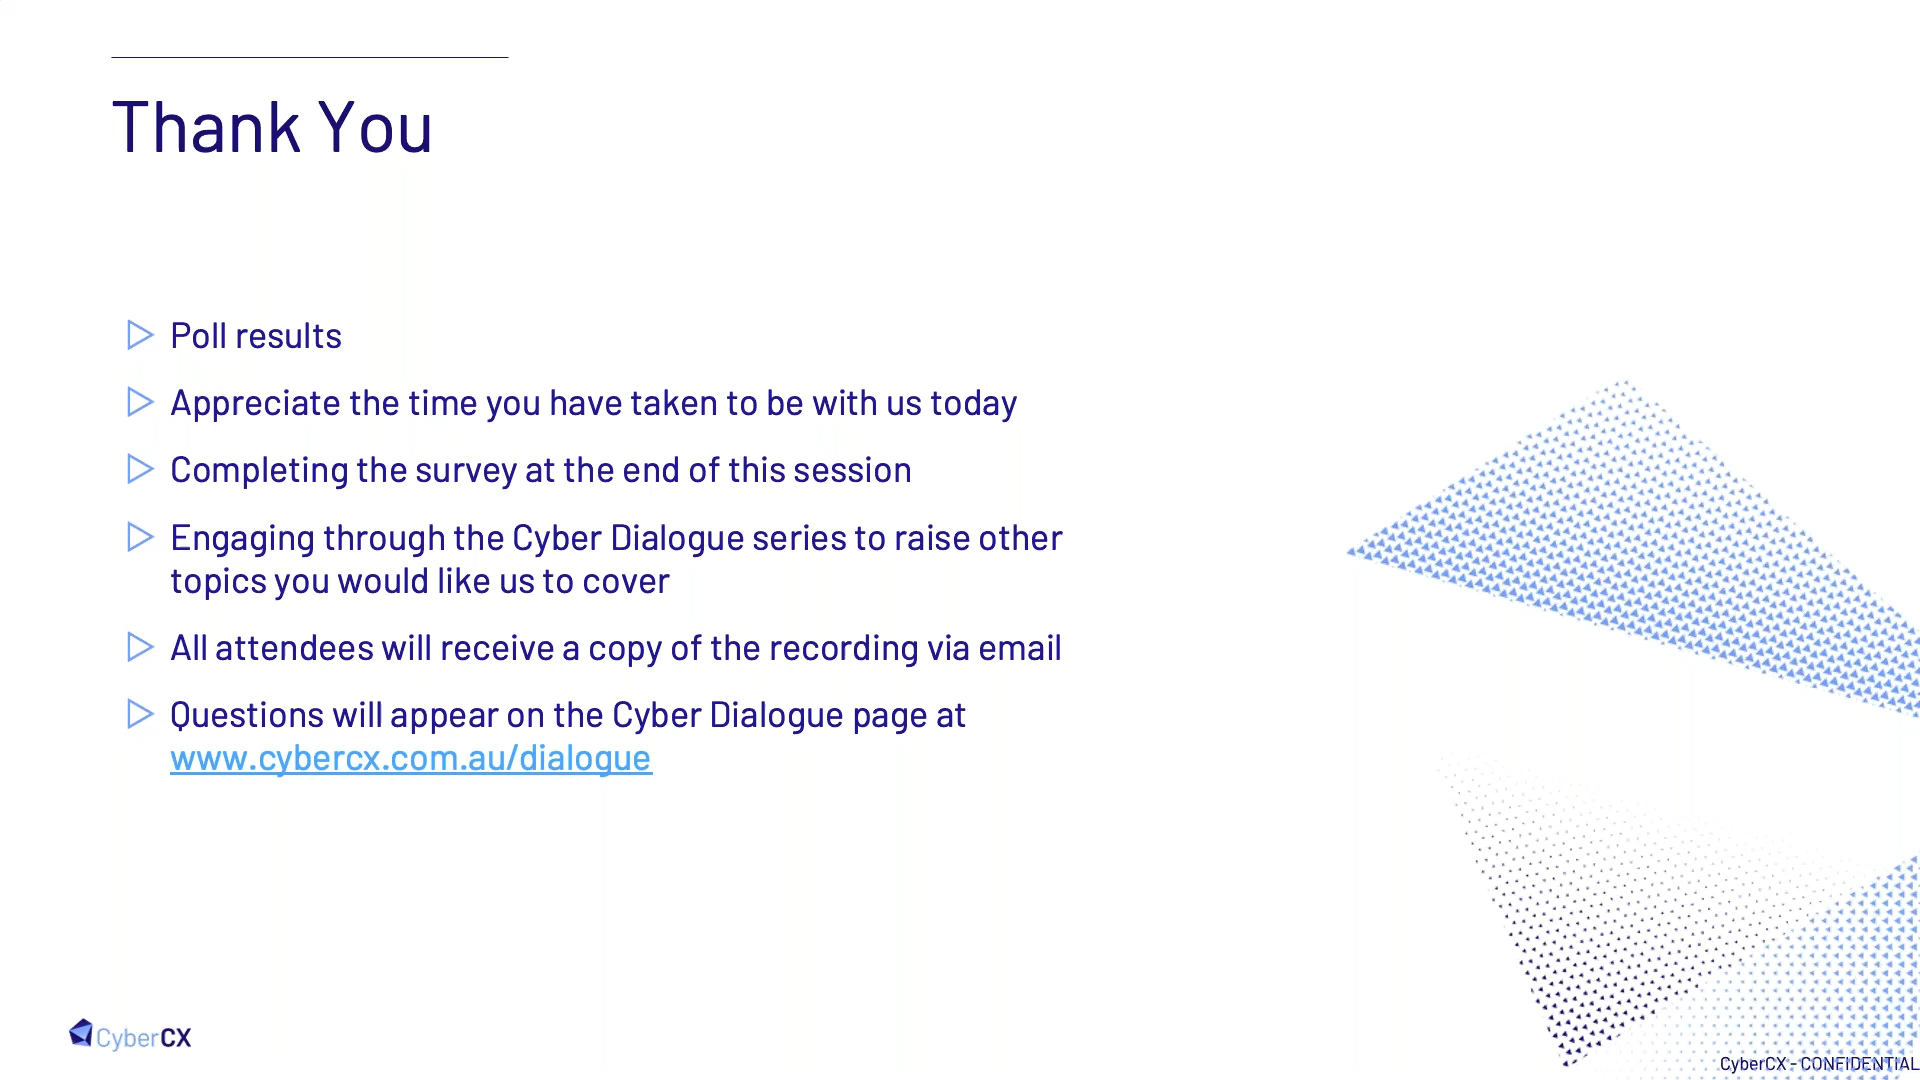 Thank You
Poll results
Appreciate the time you have taken to be with us today
Completing the survey at the end of this session
Engaging through the Cyber Dialogue series to raise other
topics you would like us to cover
All attendees will receive a copy of the recording via email
Questions will appear on the Cyber Dialogue page at
www.cybercx.com.au/dialogue
CyberCX
CyberCX - CONFIDENTIAL